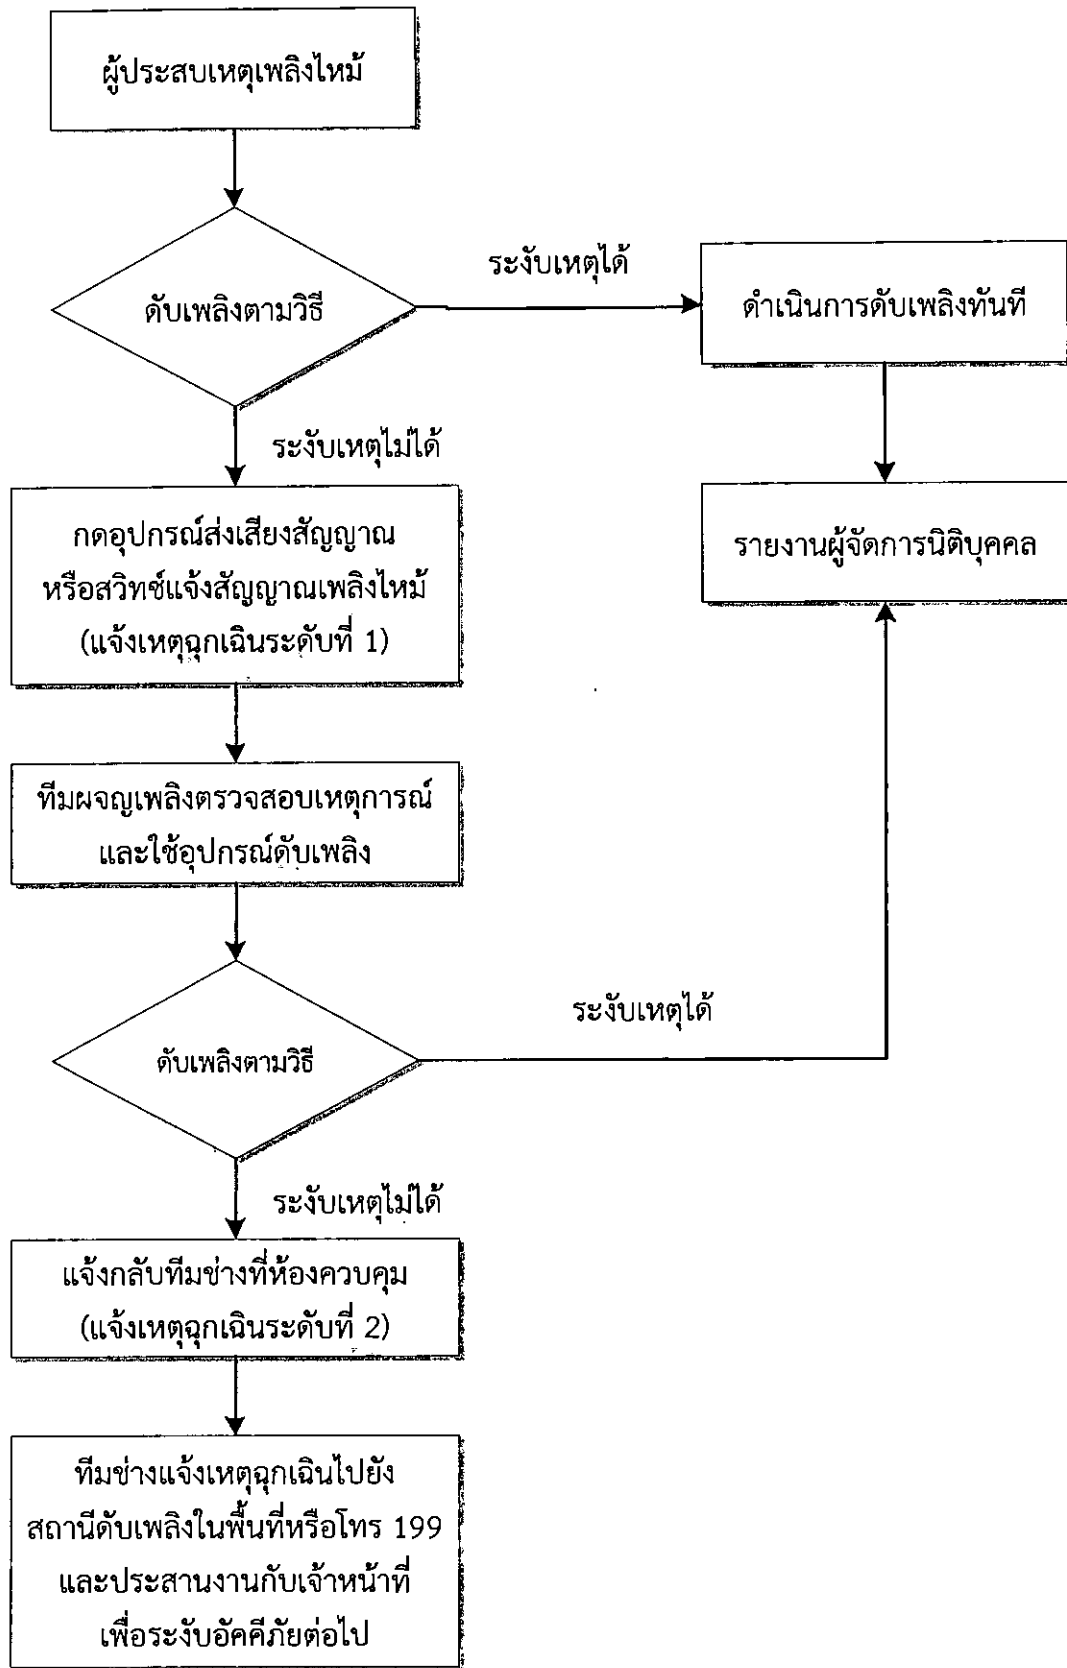 ผู้ประสบเหตุเพลิงไหม้
ดับเพลิงตามวิธี
ระงับเหตุได้
ดำเนินการดับเพลิงทันที
ระงับเหตุไม่ได้
กดอุปกรณ์ส่งเสียงสัญญาณ
หรือสวิทช์แจ้งสัญญาณเพลิงไหม้
(แจ้งเหตุฉุกเฉินระดับที่ 1)
รายงานผู้จัดการนิติบุคคล
ทีมผจญเพลิงตรวจสอบเหตุการณ์
และใช้อุปกรณ์ดับเพลิง
ดับเพลิงตามวิธี
ระงับเหตุได้
ระงับเหตุไม่ได้
แจ้งกลับทีมช่างที่ห้องควบคุม
(แจ้งเหตุฉุกเฉินระดับที่ 2)
ทีมช่างแจ้งเหตุฉุกเฉินไปยัง
สถานีดับเพลิงในพื้นที่หรือโทร 199
และประสานงานกับเจ้าหน้าที่
เพื่อระงับอัคคีภัยต่อไป